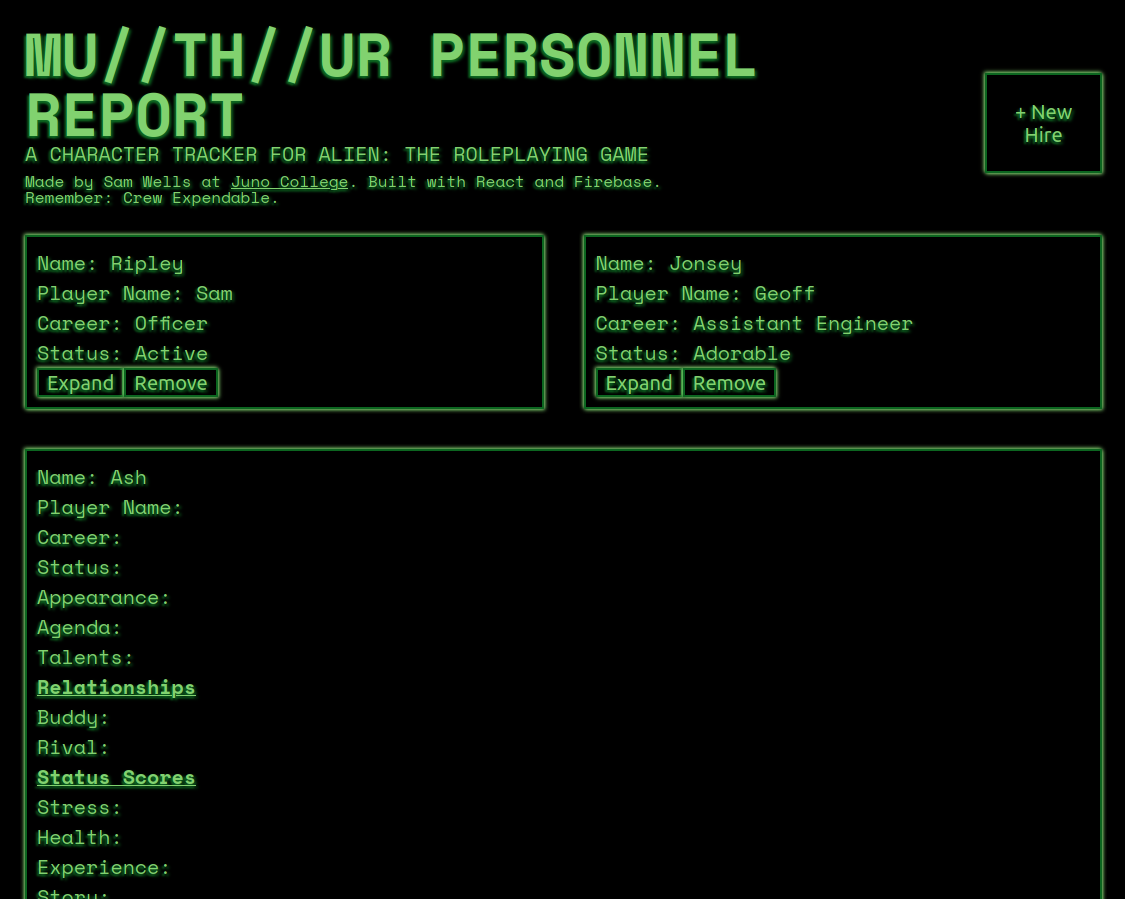 MU//TH//UR PERSONNEL
REPORT
A CHARACTER TRACKER FOR ALIEN: THE ROLEPLAYING GAME
Made by Sam Wells at Juno College. Built with React and Firebase.
Remember: Crew Expendable.
+ New
Hire
Name: Ripley
Player Name: Sam
Career: Officer
Status: Active
Expand Remove
Name: Jonsey
Player Name: Geoff
Career: Assistant Engineer
Status: Adorable
Expand Remove
Name: Ash
Player Name:
Career:
Status:
Appearance:
Agenda:
Talents:
Relationships
Buddy:
Rival:
Status Scores
Stress:
Health:
Experience:
Story: